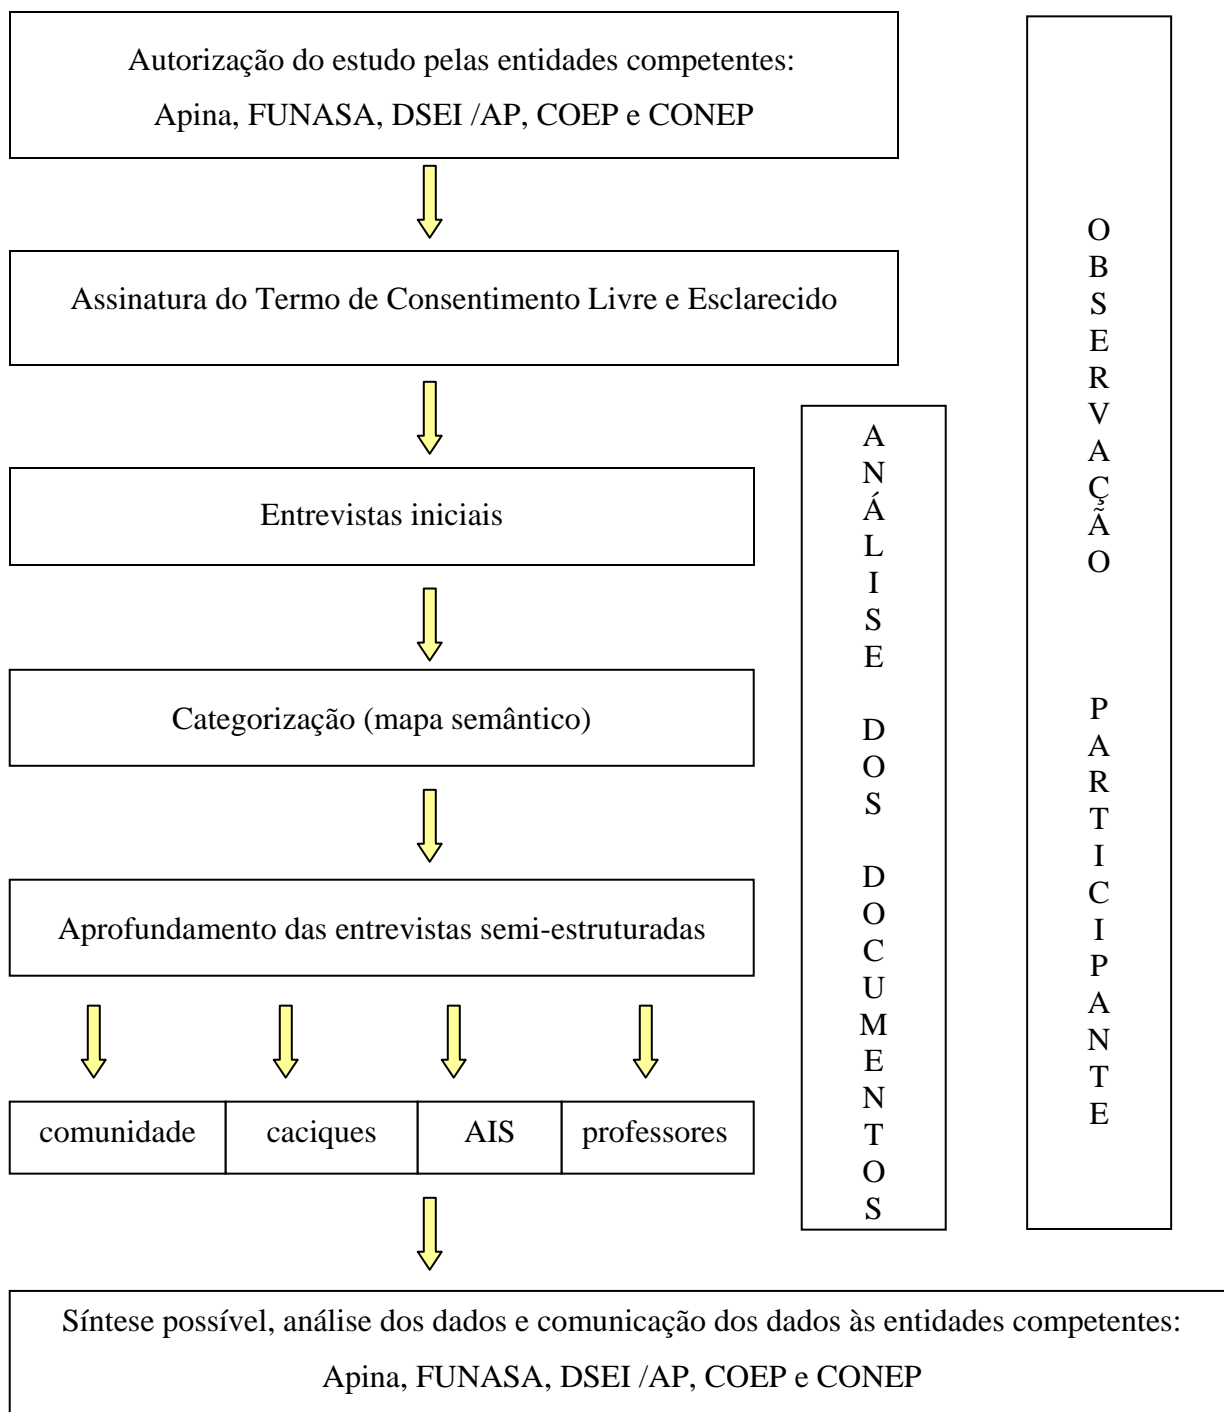 Autorização do estudo pelas entidades competentes:
Apina, FUNASA, DSEI /AP, COEP e CONEP
Assinatura do Termo de Consentimento Livre e Esclarecido
Entrevistas iniciais
Categorização (mapa semântico)
Aprofundamento das entrevistas semi-estruturadas
comunidade
caciques
AIS
professores
ANÁLISE DOS DOCUMENTOS
OBSERVAÇÃO PARTICIPANTE
Síntese possível, análise dos dados e comunicação dos dados às entidades competentes:
Apina, FUNASA, DSEI /AP, COEP e CONEP